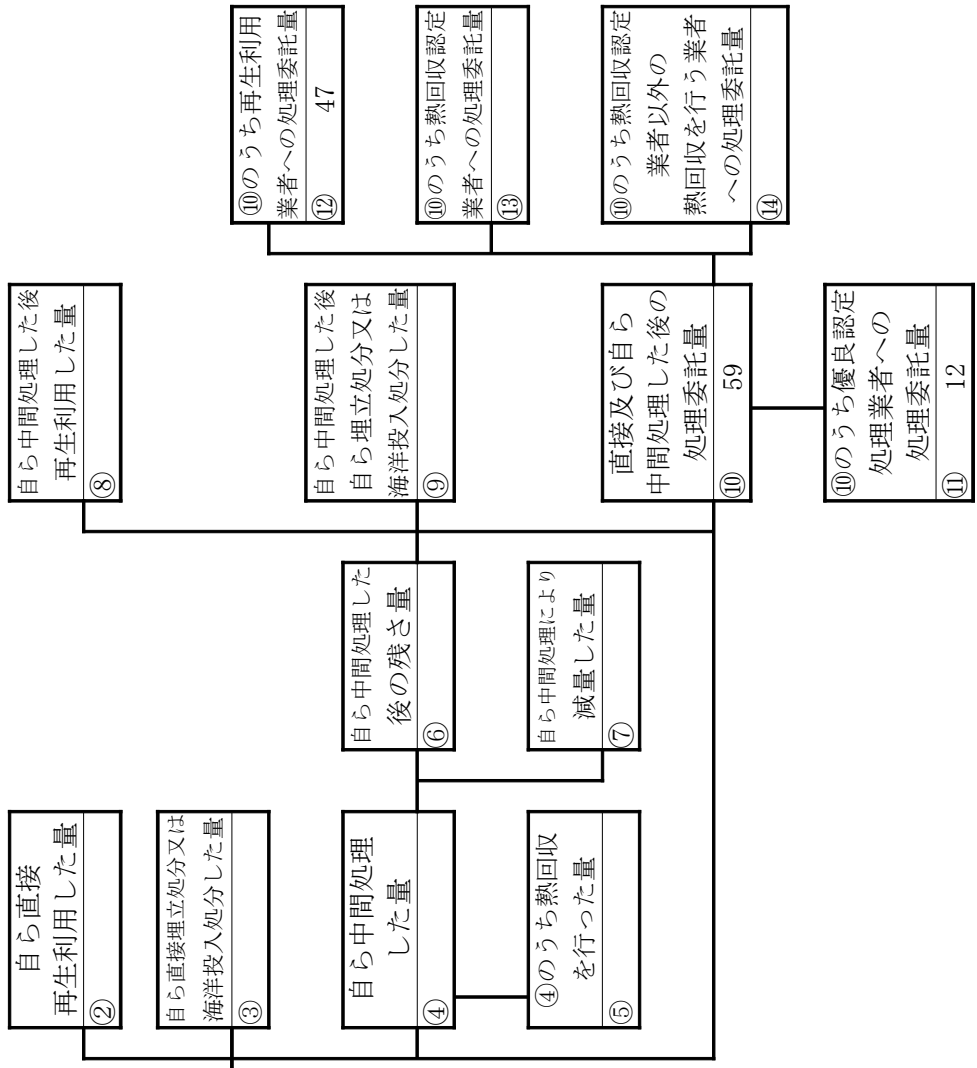 自ら直接
再生利用した量
②
自ら直接埋立処分又は
海洋投入処分した量
③
自ら中間処理
した量
④
④のうち熱回収
を行った量
⑤
自ら中間処理した
後の残さ量
⑥
自ら中間処理により
減量した量
⑦
自ら中間処理した後
再生利用した量
⑧
自ら中間処理した後
自ら埋立処分又は
海洋投入処分した量
⑨
直接及び自ら
中間処理した後の
処理委託量
⑩ 59
⑩のうち優良認定
処理業者への
処理委託量
⑪ 12
⑩のうち再生利用
業者への処理委託量
⑫ 47
⑩のうち熱回収認定
業者への処理委託量
⑬
⑩のうち熱回収認定
業者以外の
熱回収を行う業者
への処理委託量
⑭